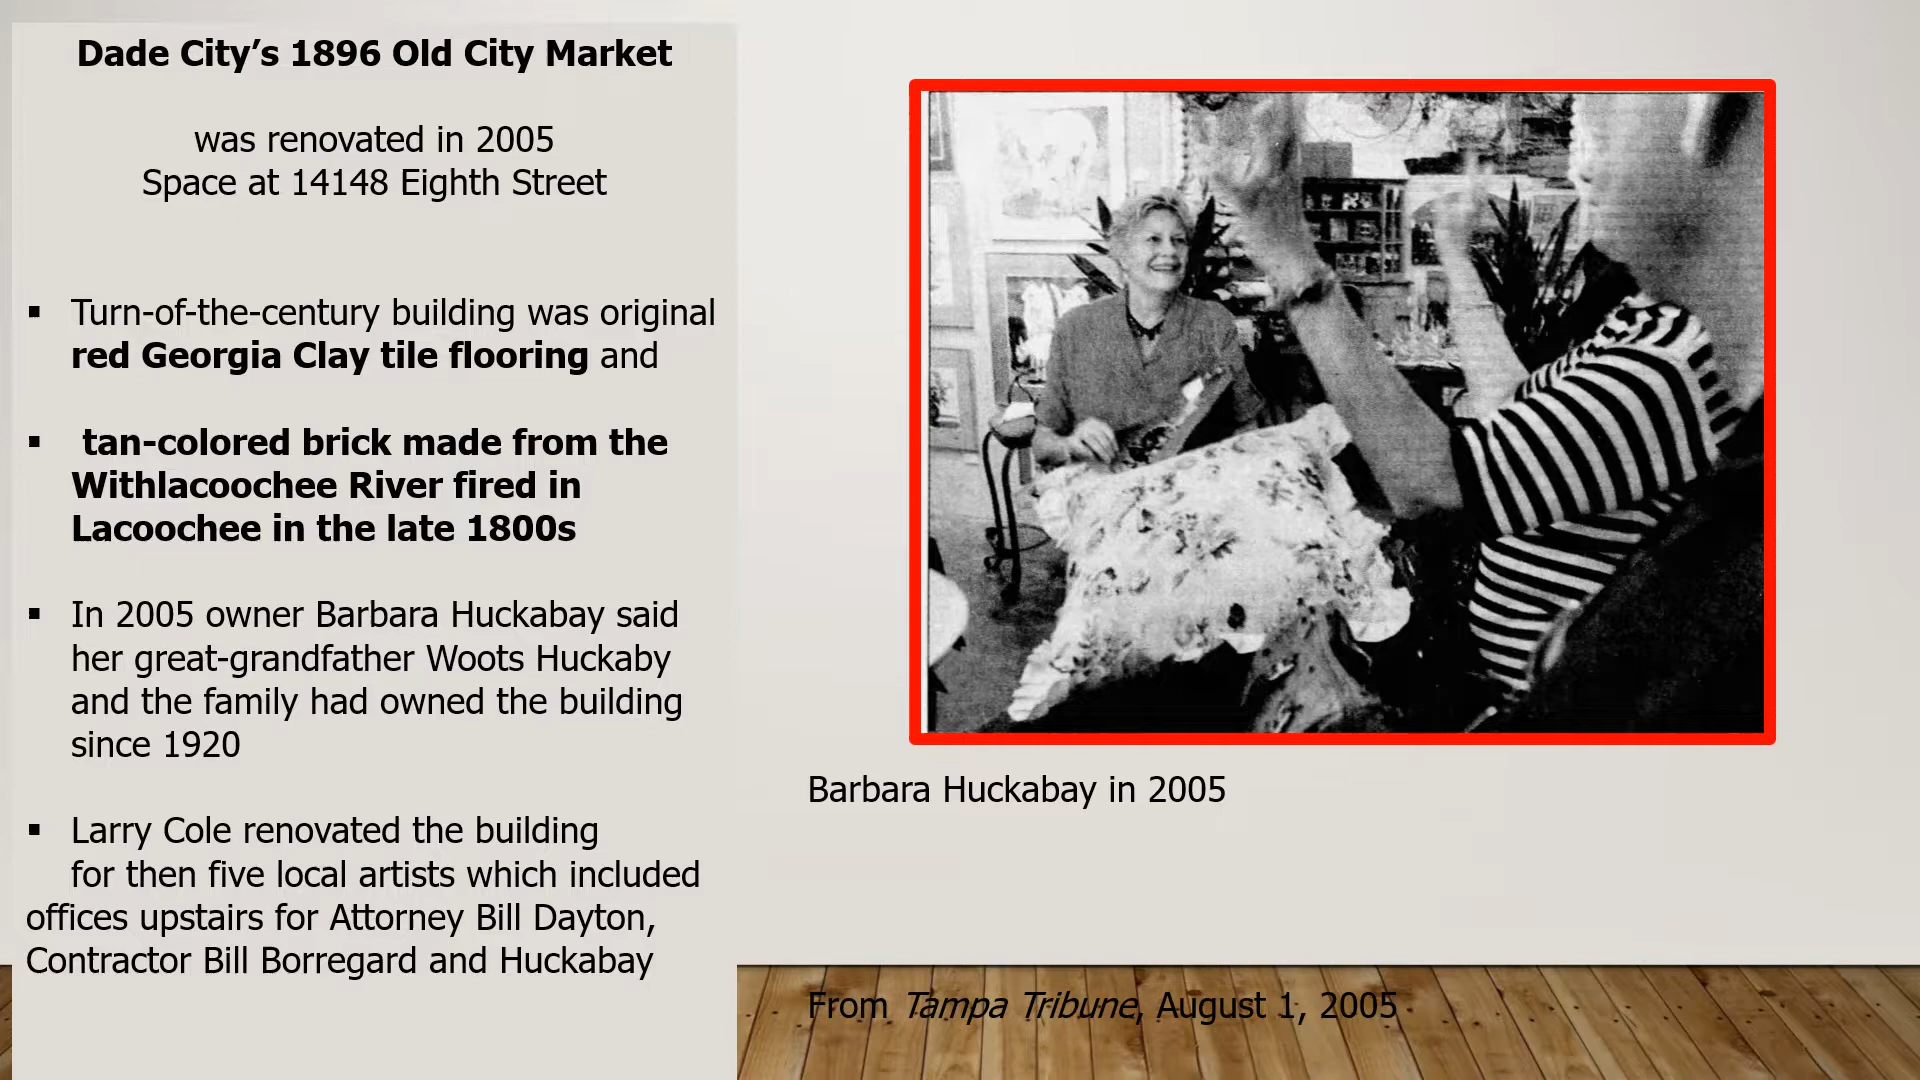 Dade City’s 1896 Old City Market
was renovated in 2005
Space at 14148 Eighth Street
▪ Turn-of-the-century building was original
red Georgia Clay tile flooring and
▪ tan-colored brick made from the
Withlacoochee River fired in
Lacoochee in the late 1800s
▪ In 2005 owner Barbara Huckabay said
her great-grandfather Woots Huckaby
and the family had owned the building
since 1920
▪ Larry Cole renovated the building
for then five local artists which included
offices upstairs for Attorney Bill Dayton,
Contractor Bill Borregard and Huckabay
Barbara Huckabay in 2005
From Tampa Tribune, August 1, 2005